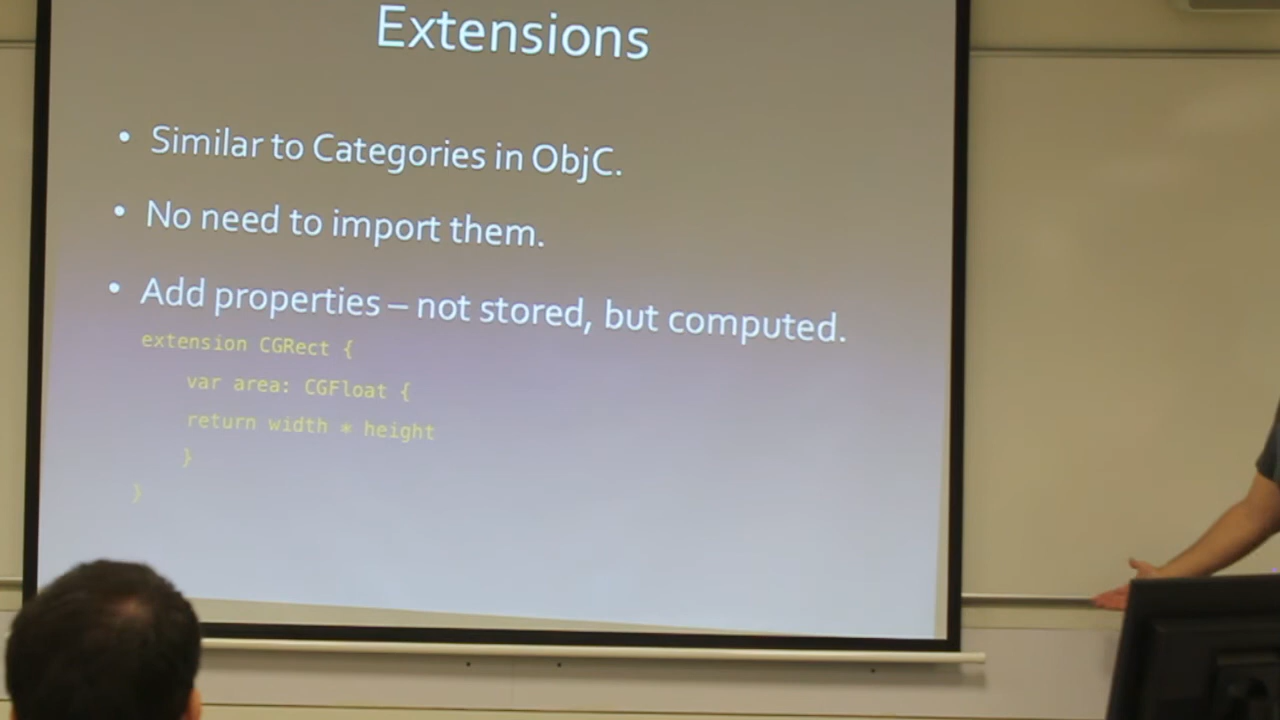 Extensions
• Similar to Categories in ObjC.
• No need to import them.
• Add properties – not stored, but computed.
extension CGRect {
var area: CGFloat {
return width * height
}
}